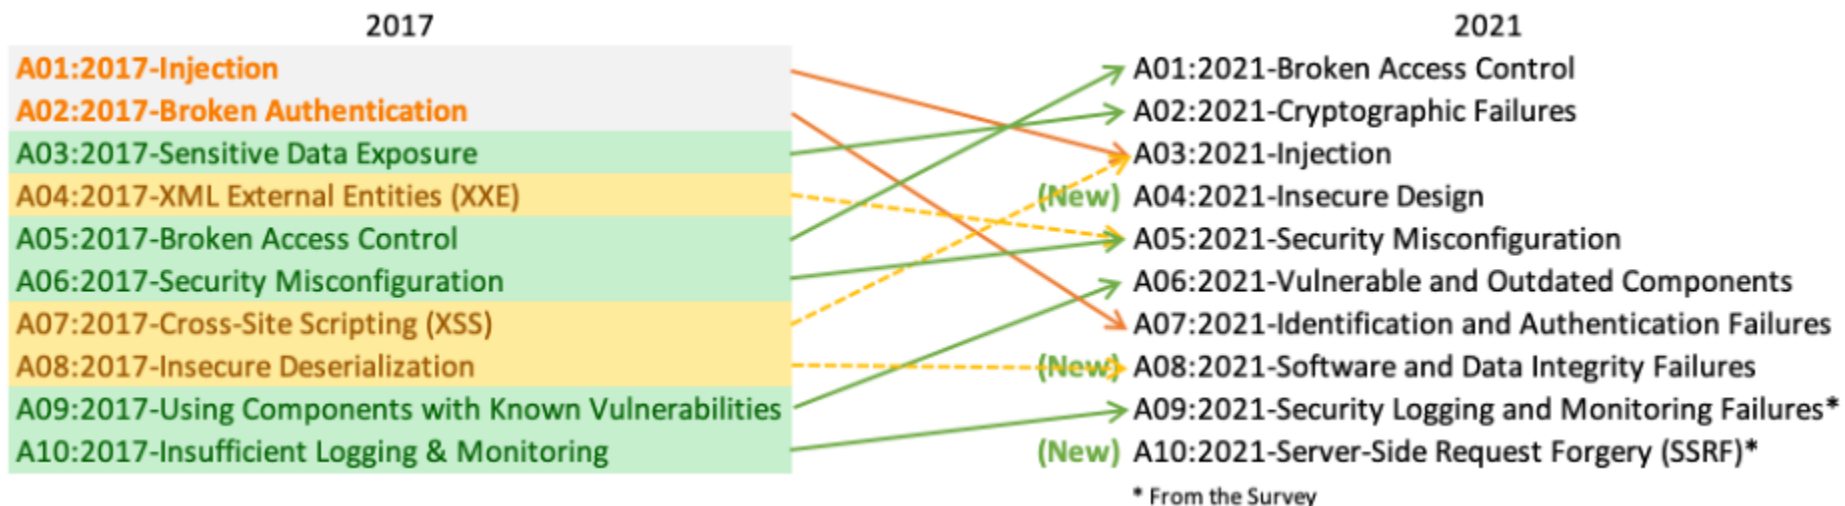 2017
A01:2017-Injection
A02:2017-Broken Authentication
A03:2017-Sensitive Data Exposure
A04:2017-XML External Entities (XXE)
A05:2017-Broken Access Control
A06:2017-Security Misconfiguration
A07:2017-Cross-Site Scripting (XSS)
A08:2017-Insecure Deserialization
A09:2017-Using Components with Known Vulnerabilities
A10:2017-Insufficient Logging & Monitoring
2021
A01:2021-Broken Access Control
A02:2021-Cryptographic Failures
A03:2021-Injection
(New) A04:2021-Insecure Design
A05:2021-Security Misconfiguration
A06:2021-Vulnerable and Outdated Components
A07:2021-Identification and Authentication Failures
(New) A08:2021-Software and Data Integrity Failures
A09:2021-Security Logging and Monitoring Failures*
(New) A10:2021-Server-Side Request Forgery (SSRF)*
* From the Survey